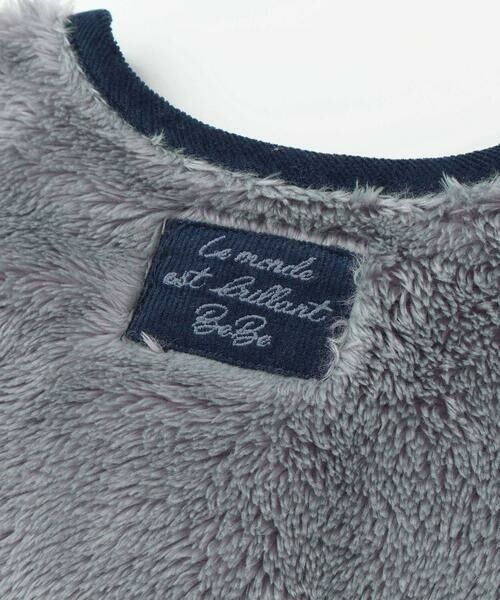 Le monde
est brillant
BeBe